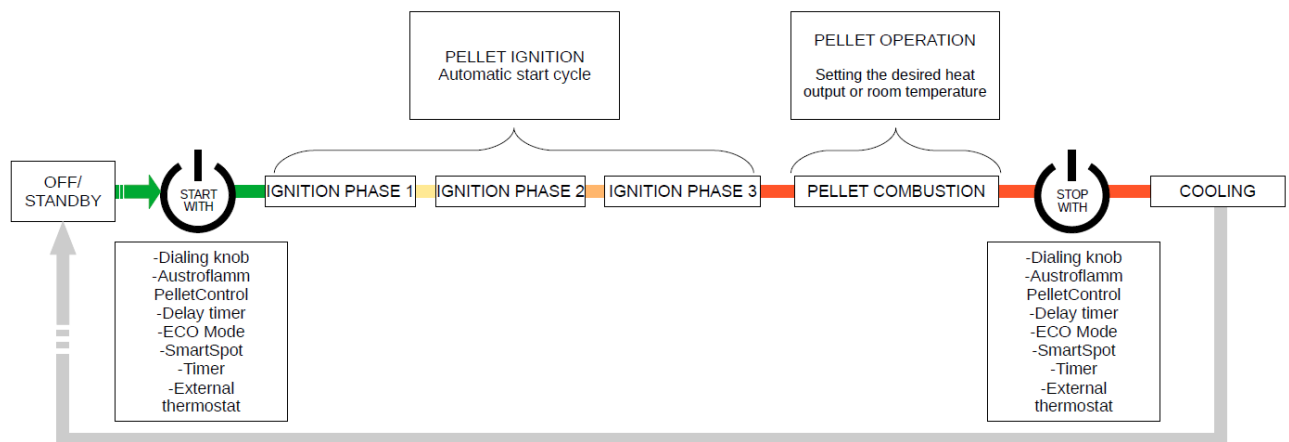 PELLET IGNITION
Automatic start cycle
PELLET OPERATION
Setting the desired heat
output or room temperature
OFF/
STANDBY
START
WITH
IGNITION PHASE 1
IGNITION PHASE 2
IGNITION PHASE 3
PELLET COMBUSTION
STOP
WITH
COOLING
-Dialing knob
-Austroflamm
PelletControl
-Delay timer
-ECO Mode
-SmartSpot
-Timer
-External
thermostat
-Dialing knob
-Austroflamm
PelletControl
-Delay timer
-ECO Mode
-SmartSpot
-Timer
-External
thermostat